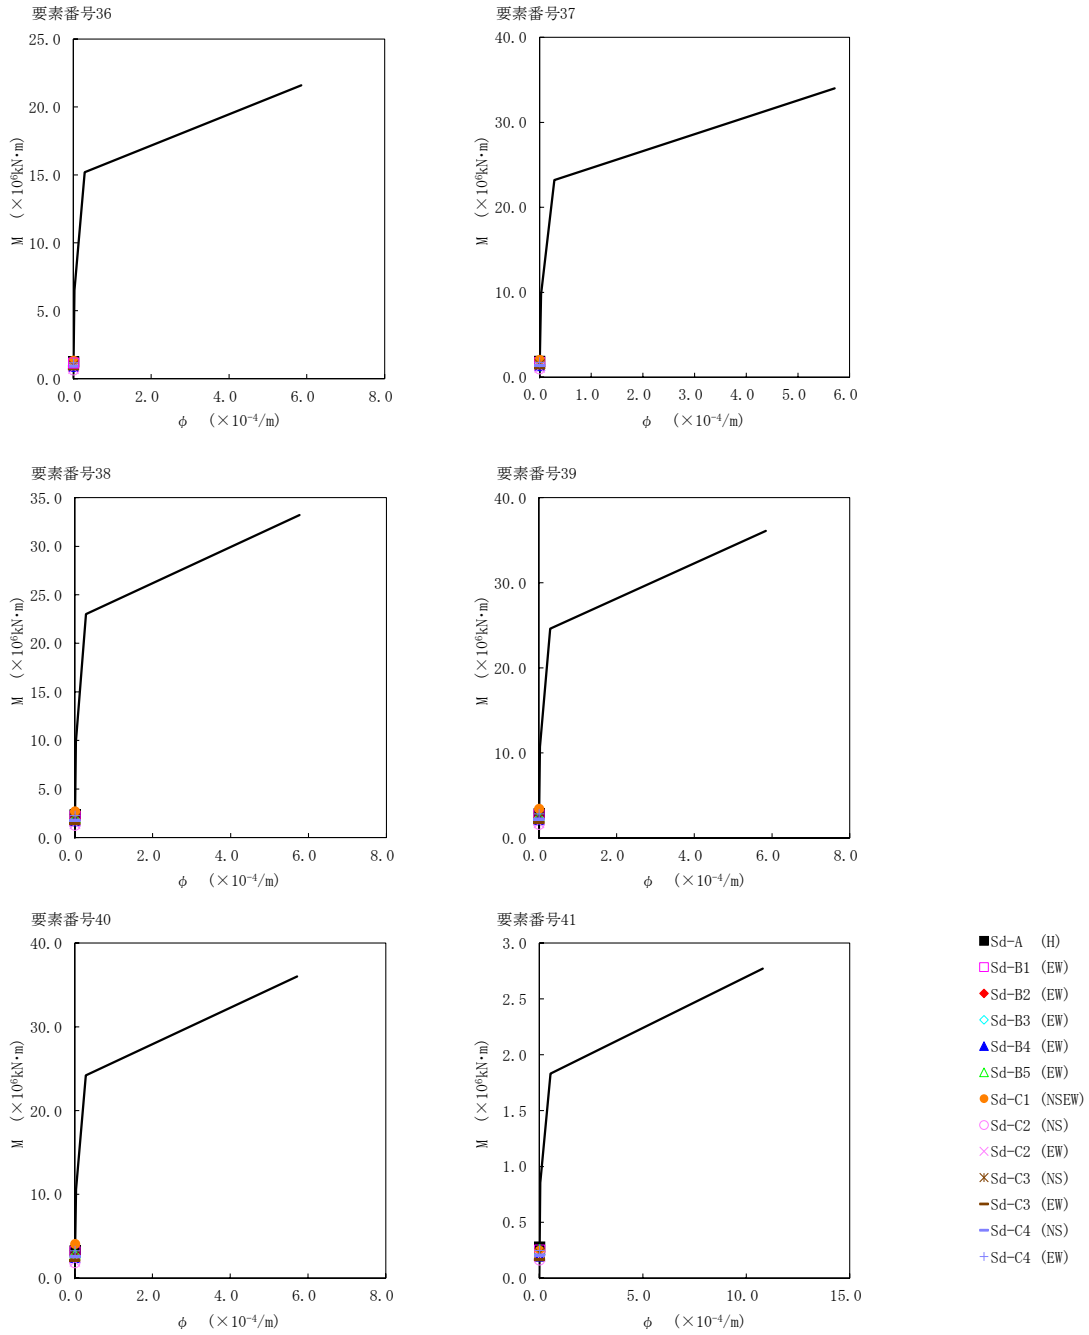 要素番号36
25.0
20.0
15.0
10.0
5.0
0.0
0.0 2.0 4.0 6.0 8.0
M (×10⁶kN・m)
φ (×10⁻⁴/m)
要素番号37
40.0
30.0
20.0
10.0
0.0
0.0 1.0 2.0 3.0 4.0 5.0 6.0
M (×10⁶kN・m)
φ (×10⁻⁴/m)
要素番号38
35.0
30.0
25.0
20.0
15.0
10.0
5.0
0.0
0.0 2.0 4.0 6.0 8.0
M (×10⁶kN・m)
φ (×10⁻⁴/m)
要素番号39
40.0
30.0
20.0
10.0
0.0
0.0 2.0 4.0 6.0 8.0
M (×10⁶kN・m)
φ (×10⁻⁴/m)
要素番号40
40.0
30.0
20.0
10.0
0.0
0.0 2.0 4.0 6.0 8.0
M (×10⁶kN・m)
φ (×10⁻⁴/m)
要素番号41
3.0
2.5
2.0
1.5
1.0
0.5
0.0
0.0 5.0 10.0 15.0
M (×10⁶kN・m)
φ (×10⁻⁴/m)
Sd-A (H)
Sd-B1 (EW)
Sd-B2 (EW)
Sd-B3 (EW)
Sd-B4 (EW)
Sd-B5 (EW)
Sd-C1 (NSEW)
Sd-C2 (NS)
Sd-C2 (EW)
Sd-C3 (NS)
Sd-C3 (EW)
Sd-C4 (NS)
Sd-C4 (EW)